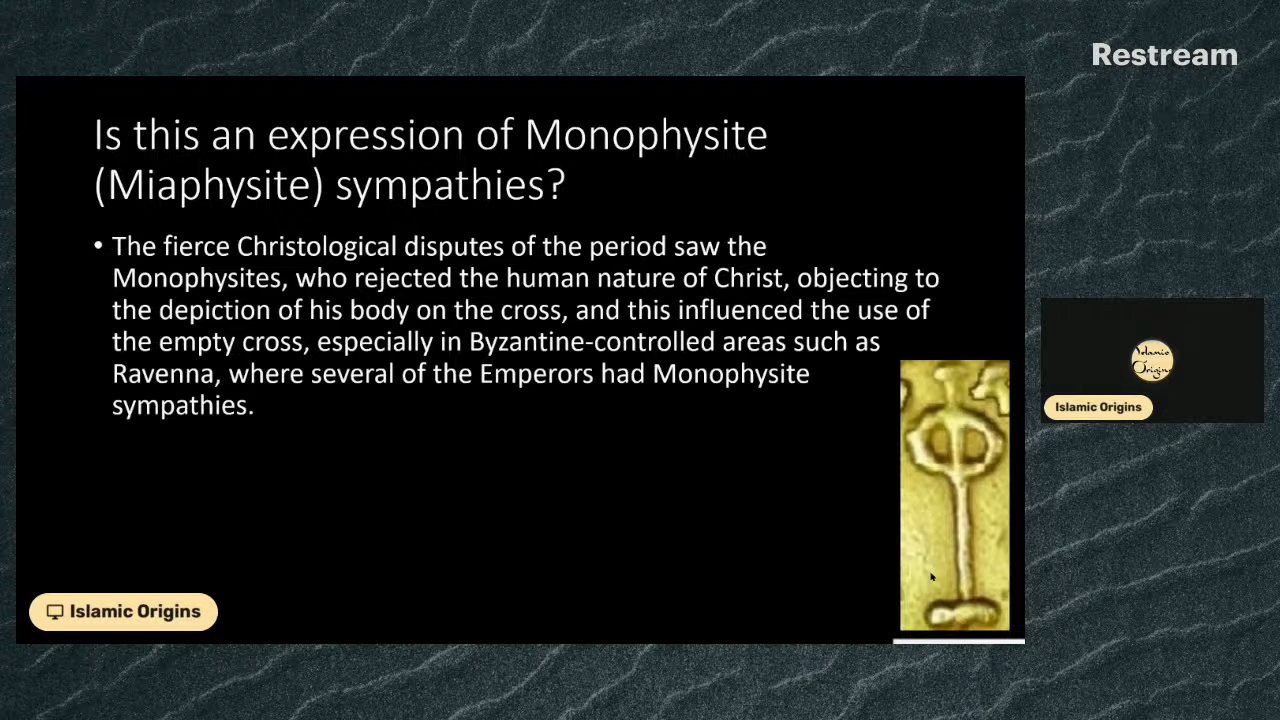 Restream
Is this an expression of Monophysite
(Miaphysite) sympathies?
• The fierce Christological disputes of the period saw the
Monophysites, who rejected the human nature of Christ, objecting to
the depiction of his body on the cross, and this influenced the use of
the empty cross, especially in Byzantine-controlled areas such as
Ravenna, where several of the Emperors had Monophysite
sympathies.
Islamic
Origins
Islamic Origins
Islamic Origins